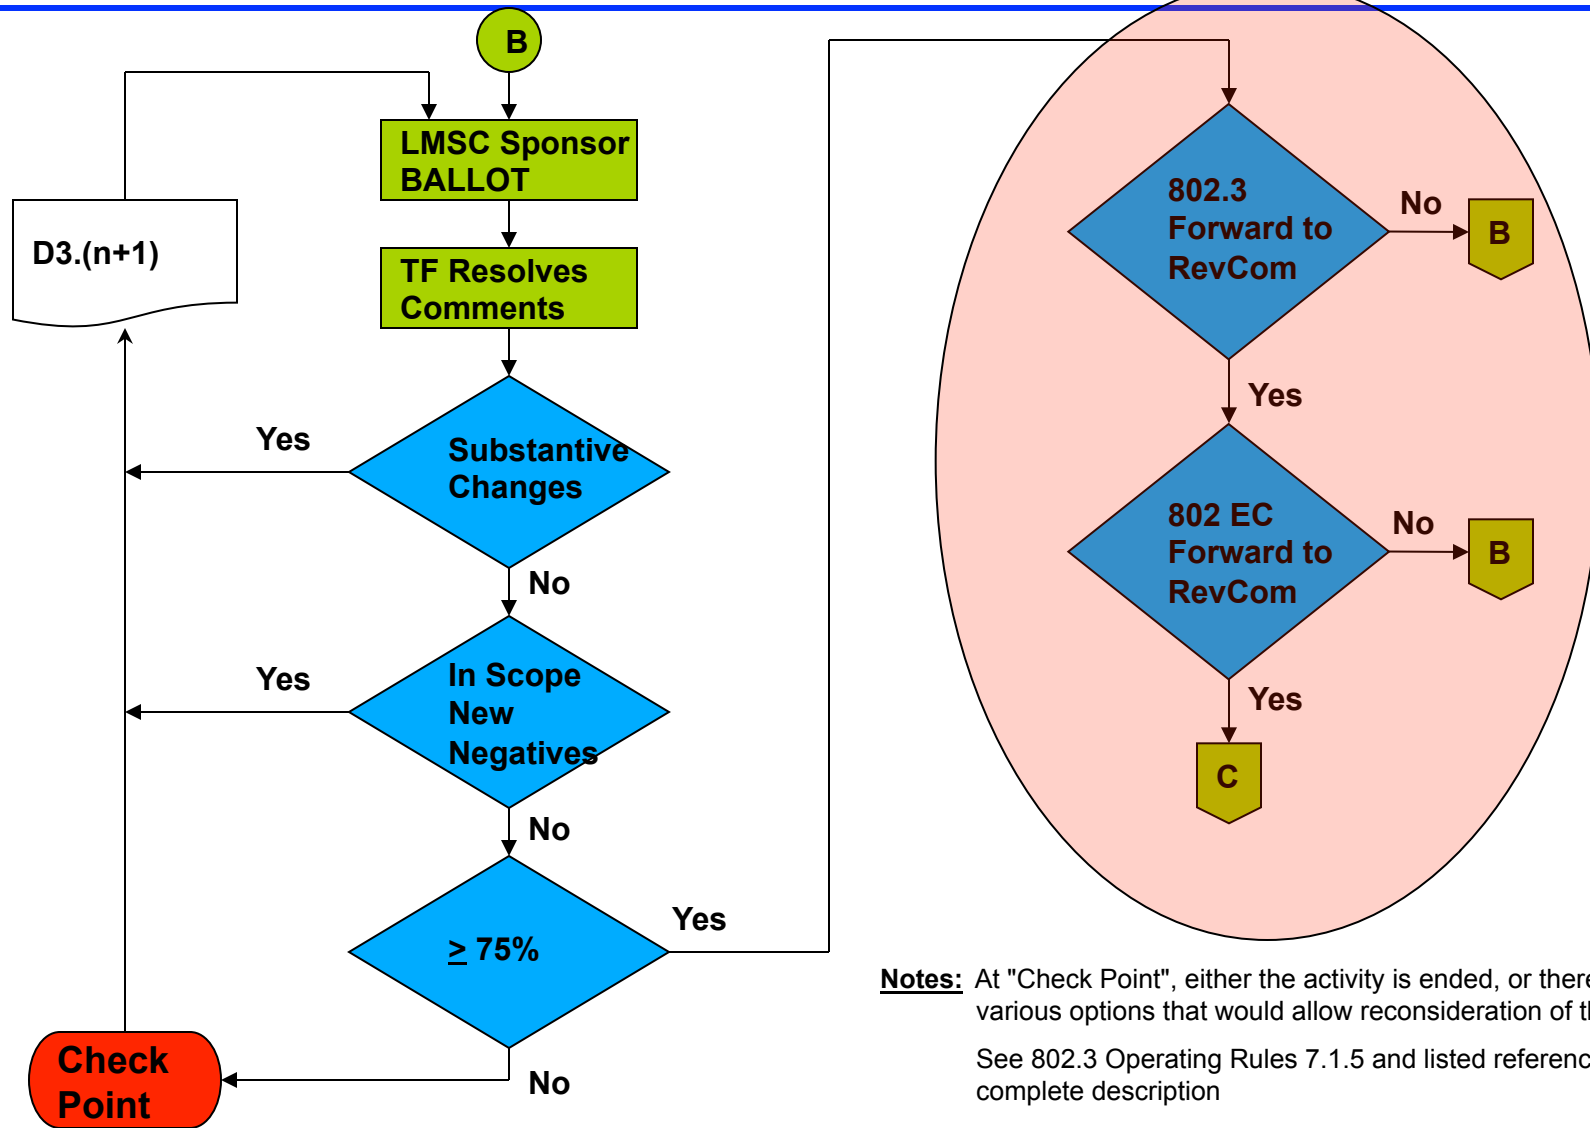 B
LMSC Sponsor
BALLOT
D3.(n+1)
TF Resolves
Comments
Yes
Substantive
Changes
No
Yes
In Scope
New
Negatives
No
≥ 75%
Yes
No
Check
Point
802.3
Forward to
RevCom
No
B
Yes
802 EC
Forward to
RevCom
No
B
Yes
C
Notes: At "Check Point", either the activity is ended, or there
various options that would allow reconsideration of
See 802.3 Operating Rules 7.1.5 and listed
complete description